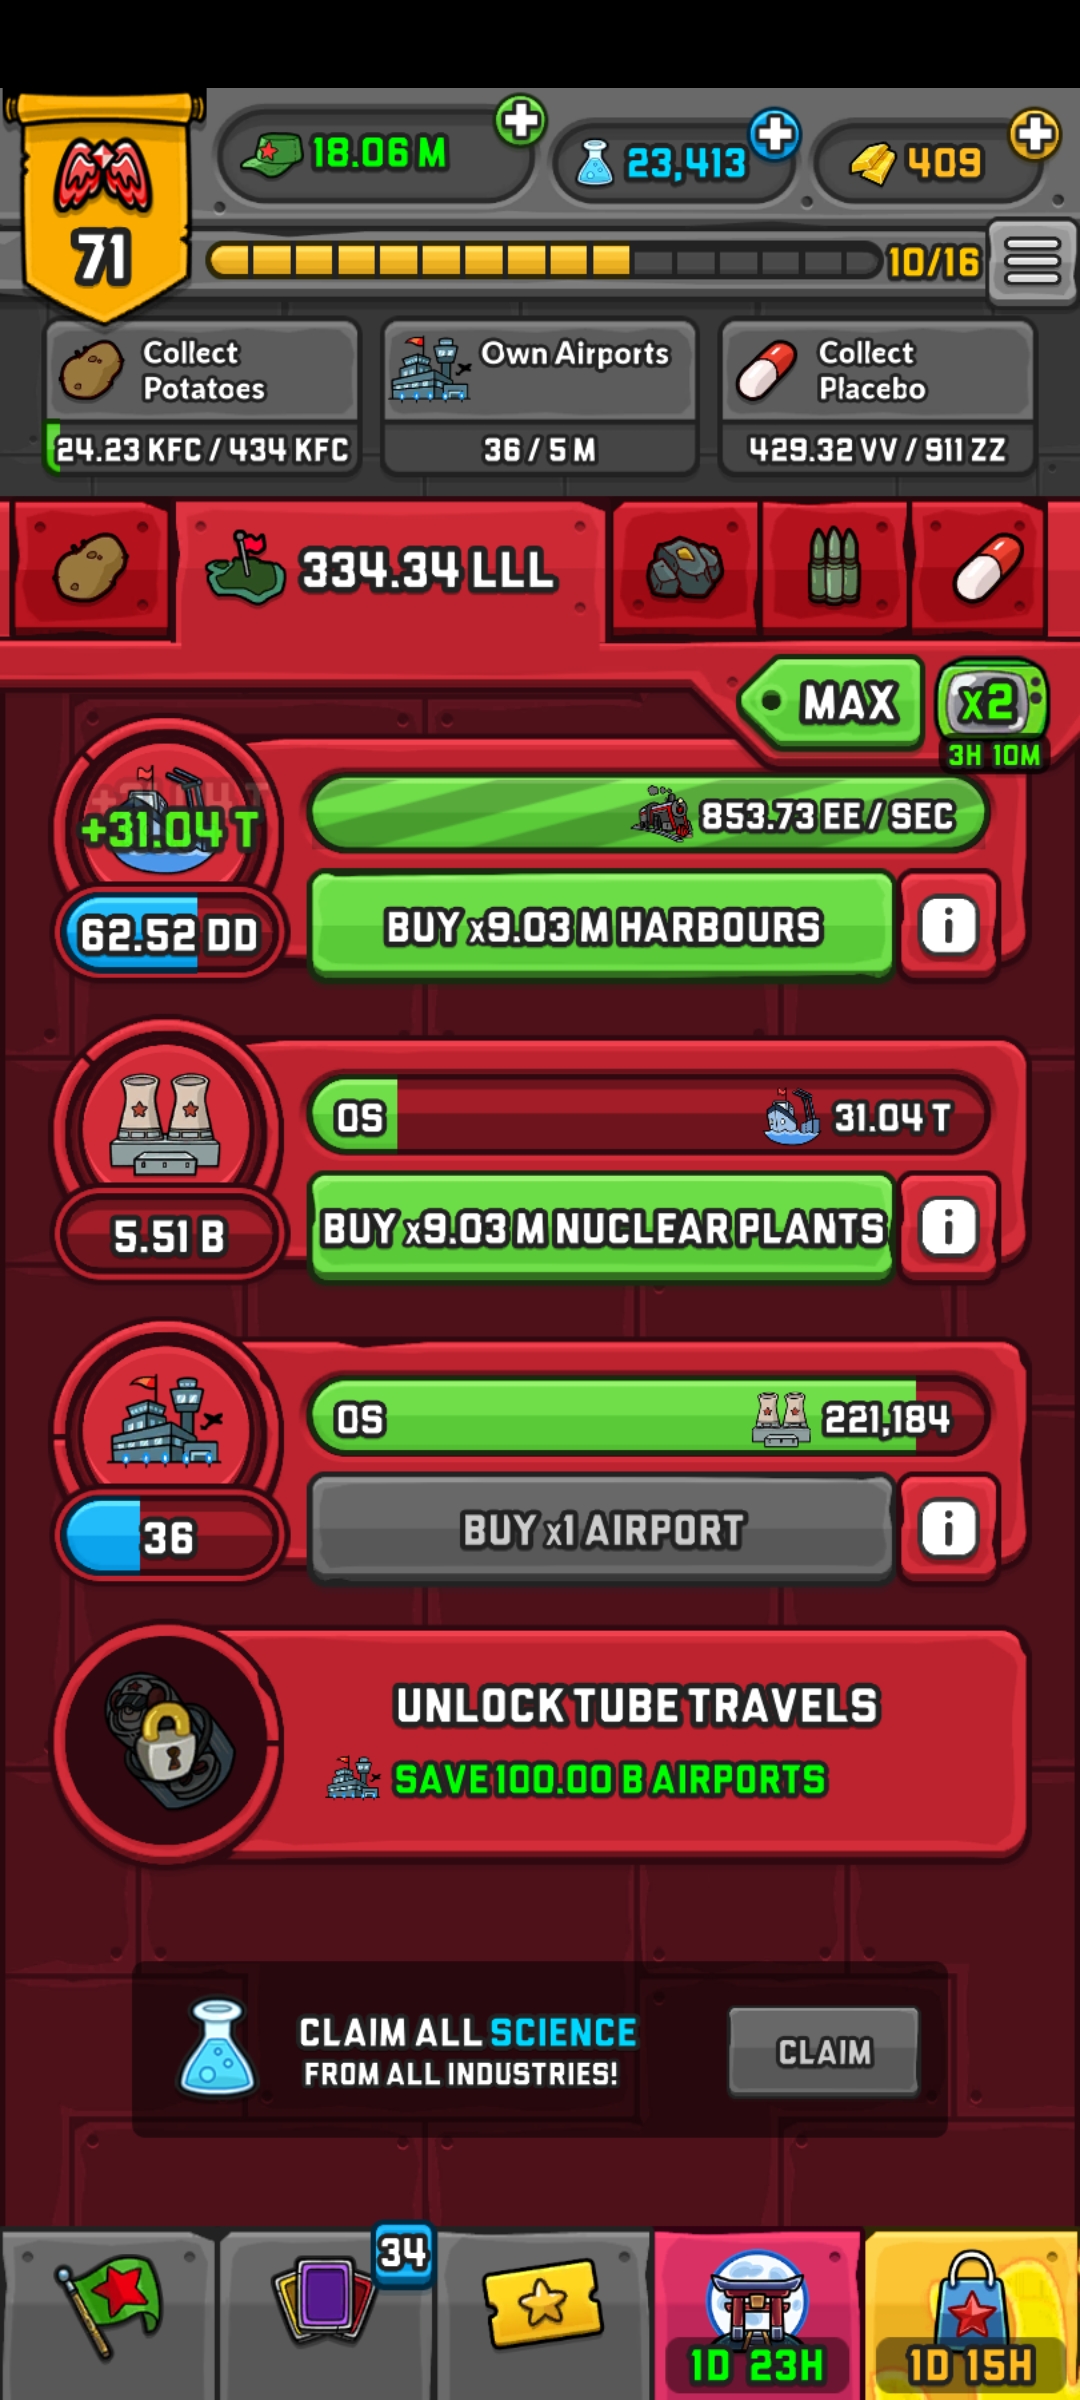 71
18.06 M
23,413
409
10/16
Collect
Potatoes
24.23 KFC / 434 KFC
Own Airports
36 / 5 M
Collect
Placebo
429.32 VV / 911 ZZ
334.34 LLL
MAX
x2
3H 10M
+31.04 T
853.73 EE / SEC
62.52 DD
BUY x9.03 M HARBOURS
i
0S
31.04 T
5.51 B
BUY x9.03 M NUCLEAR PLANTS
i
0S
221,184
36
BUY x1 AIRPORT
i
UNLOCK TUBE TRAVELS
SAVE 100.00 B AIRPORTS
CLAIM ALL SCIENCE
FROM ALL INDUSTRIES!
CLAIM
34
1D 23H
1D 15H